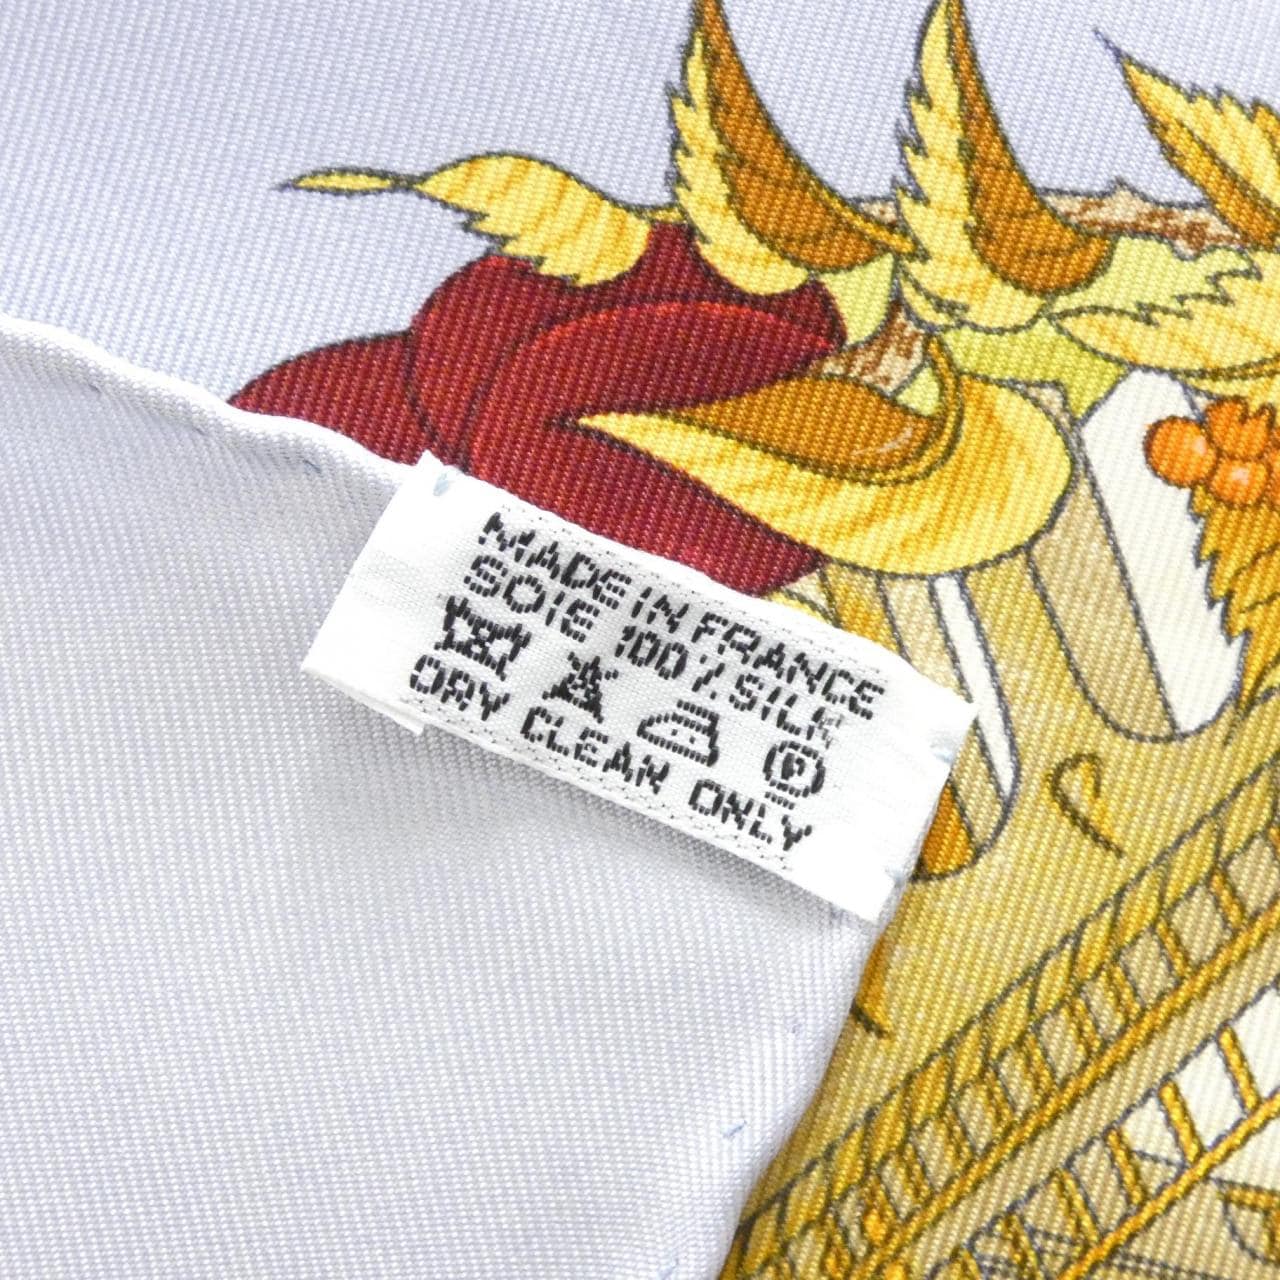 MADE IN FRANCE
SOIE 100% SILK
P
DRY CLEAN ONLY